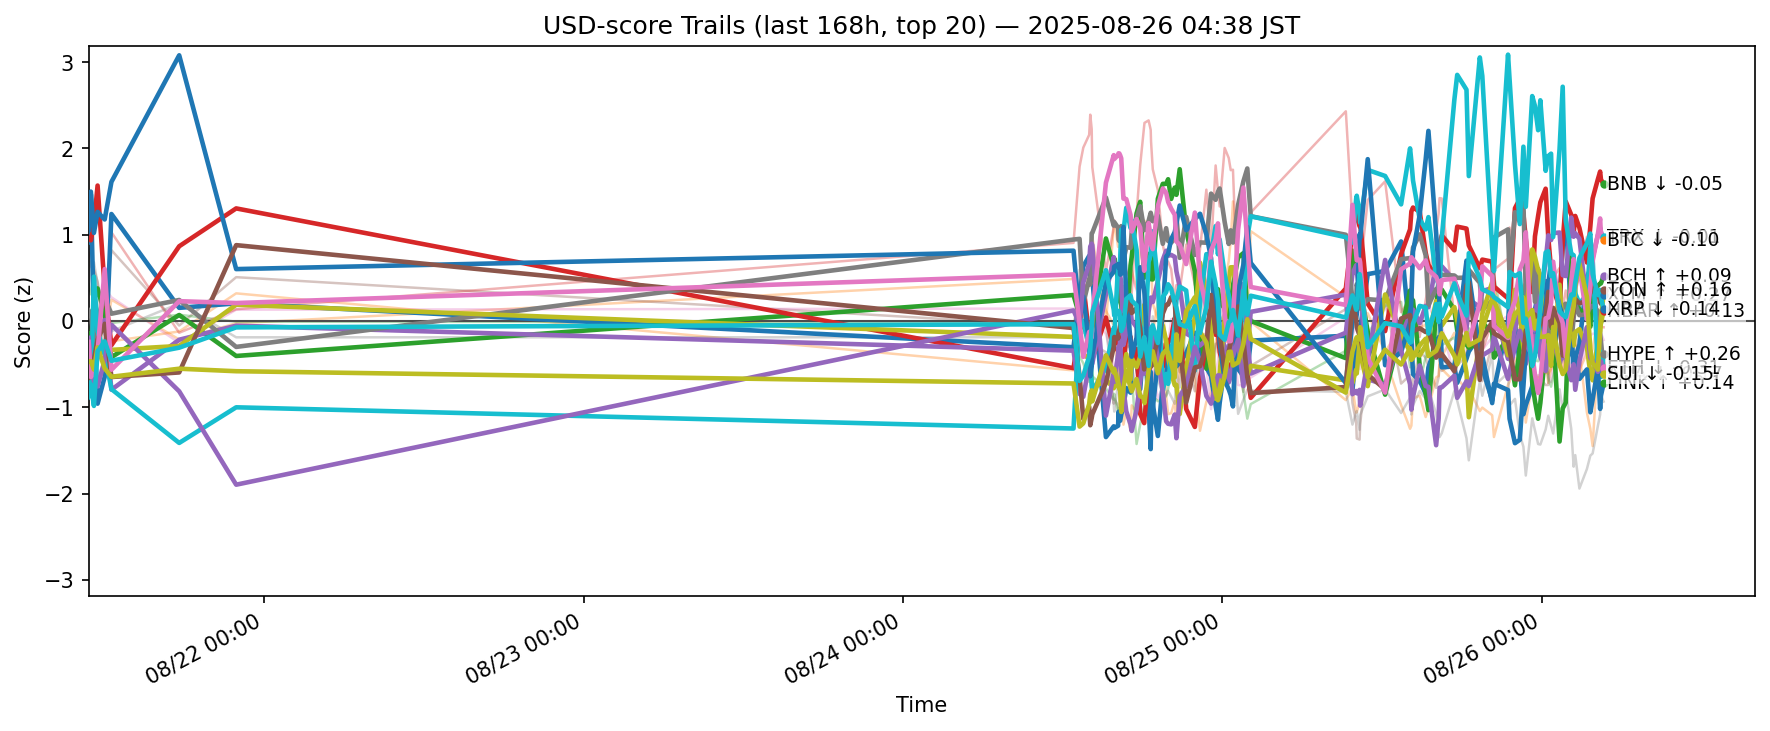 USD-score Trails (last 168h, top 20) — 2025-08-26 04:38 JST
3
2
1
0
−1
−2
−3
Score (z)
BNB ↓ -0.05
BTC ↓ -0.10
BCH ↑ +0.09
TON ↑ +0.16
XRP ↓ -0.14
HYPE ↑ +0.26
SUI ↓ -0.15
LINK ↑ +0.14
08/22 00:00
08/23 00:00
08/24 00:00
08/25 00:00
08/26 00:00
Time